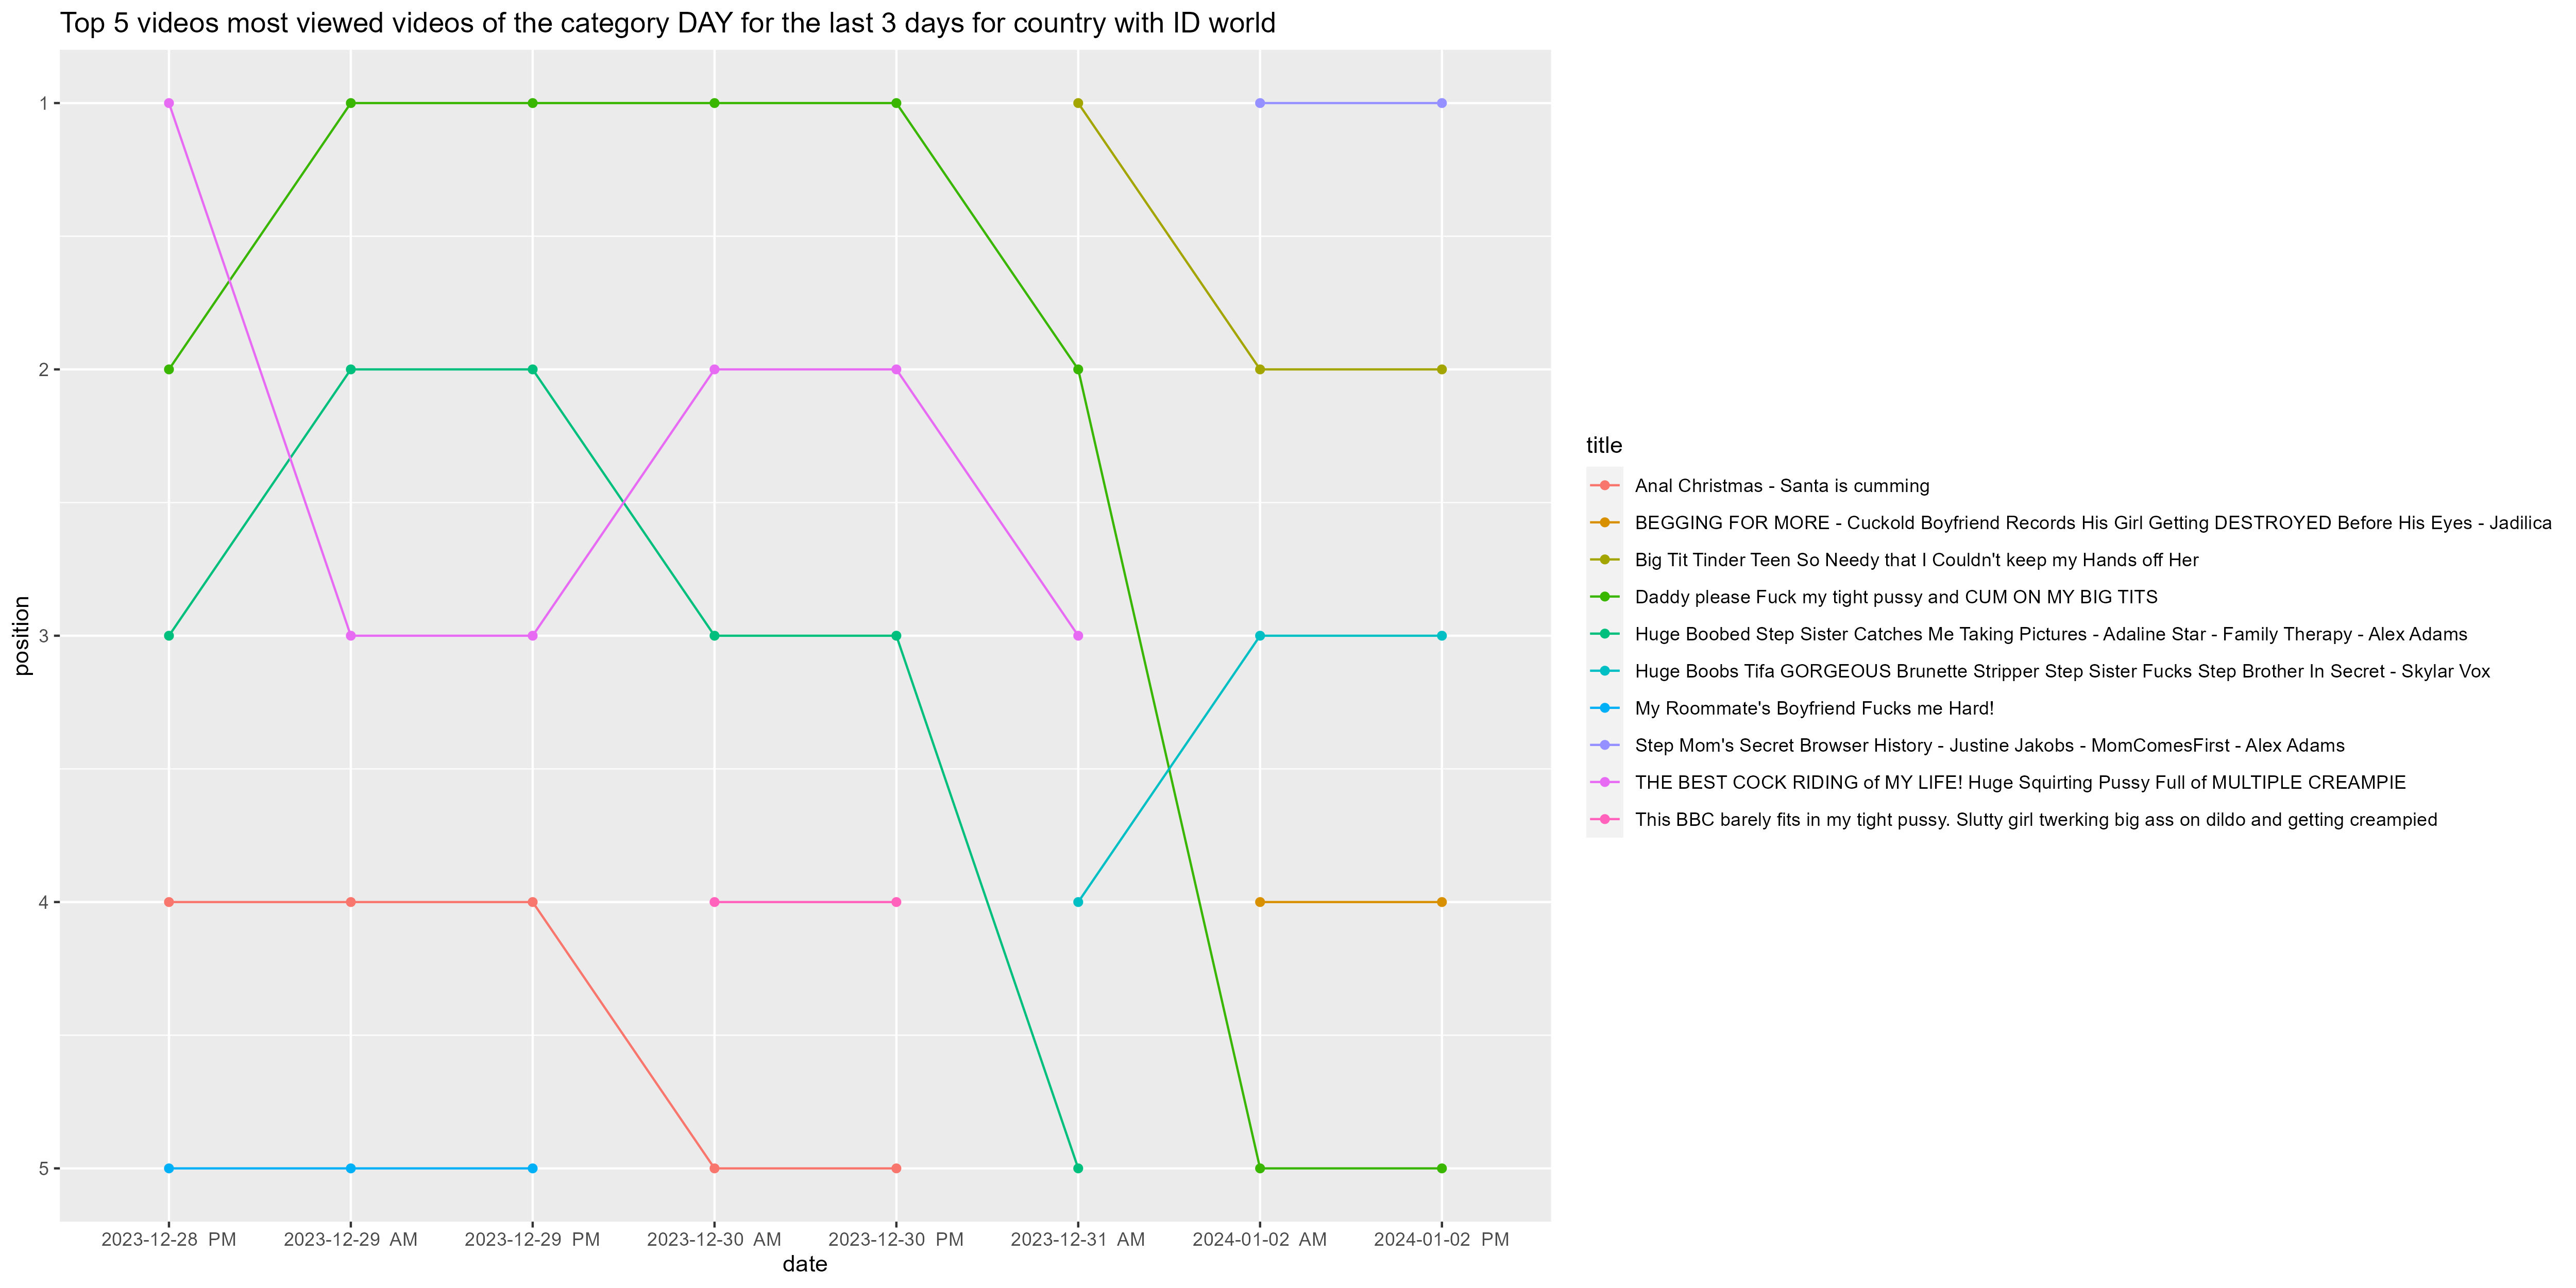 Top 5 videos most viewed videos of the category DAY for the last 3 days for country with ID world
position
1
2
3
4
5
2023-12-28 PM
2023-12-29 AM
2023-12-29 PM
2023-12-30 AM
2023-12-30 PM
2023-12-31 AM
2024-01-02 AM
2024-01-02 PM
date
title
Anal Christmas - Santa is cumming
BEGGING FOR MORE - Cuckold Boyfriend Records His Girl Getting DESTROYED Before His Eyes - Jadilica
Big Tit Tinder Teen So Needy that I Couldn't keep my Hands off Her
Daddy please Fuck my tight pussy and CUM ON MY BIG TITS
Huge Boobed Step Sister Catches Me Taking Pictures - Adaline Star - Family Therapy - Alex Adams
Huge Boobs Tifa GORGEOUS Brunette Stripper Step Sister Fucks Step Brother In Secret - Skylar Vox
My Roommate's Boyfriend Fucks me Hard!
Step Mom's Secret Browser History - Justine Jakobs - MomComesFirst - Alex Adams
THE BEST COCK RIDING of MY LIFE! Huge Squirting Pussy Full of MULTIPLE CREAMPIE
This BBC barely fits in my tight pussy. Slutty girl twerking big ass on dildo and getting creampied